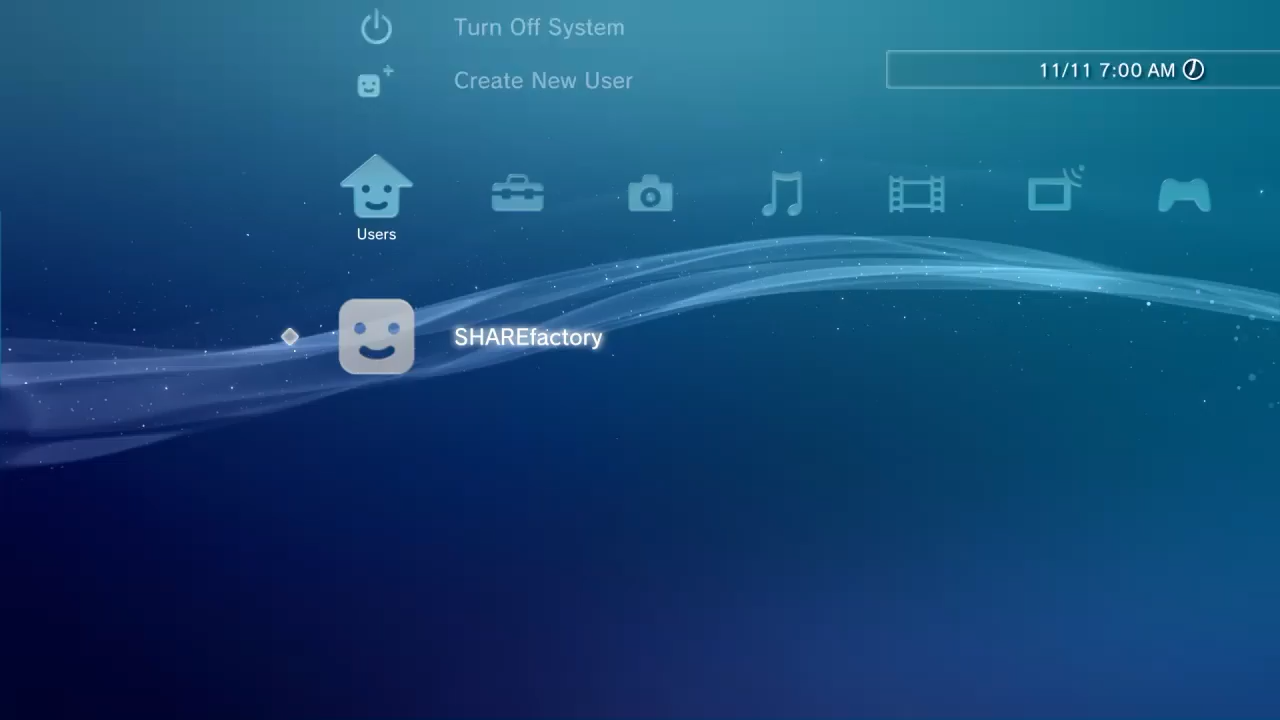 Turn Off System
11/11 7:00 AM
Create New User
Users
SHAREfactory